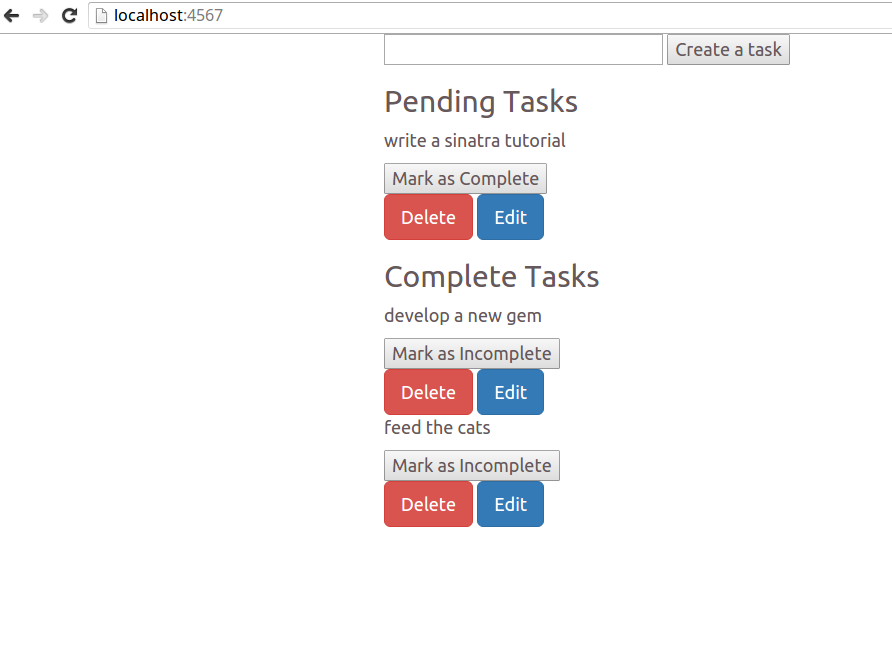 localhost:4567
Create a task
Pending Tasks
write a sinatra tutorial
Mark as Complete
Delete Edit
Complete Tasks
develop a new gem
Mark as Incomplete
Delete Edit
feed the cats
Mark as Incomplete
Delete Edit